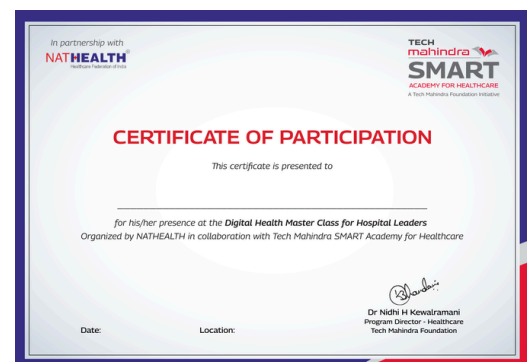 In partnership with
NATHEALTH
Healthcare Federation of India
TECH
mahindra
SMART
ACADEMY FOR HEALTHCARE
A Tech Mahindra Foundation Initiative
CERTIFICATE OF PARTICIPATION
This certificate is presented to
for his/her presence at the Digital Health Master Class for Hospital Leaders
Organized by NATHEALTH in collaboration with Tech Mahindra SMART Academy for Healthcare
Dr Nidhi H Kewalramani
Program Director - Healthcare
Tech Mahindra Foundation
Date:
Location: